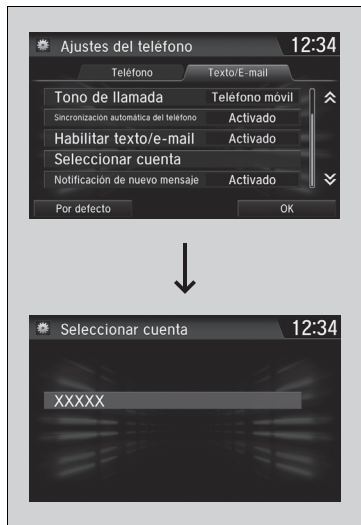 Ajustes del teléfono 12:34
Teléfono Texto/E-mail
Tono de llamada Teléfono móvil
Sincronización automática del teléfono Activado
Habilitar texto/e-mail Activado
Seleccionar cuenta
Notificación de nuevo mensaje Activado
Por defecto OK
Seleccionar cuenta 12:34
XXXXX